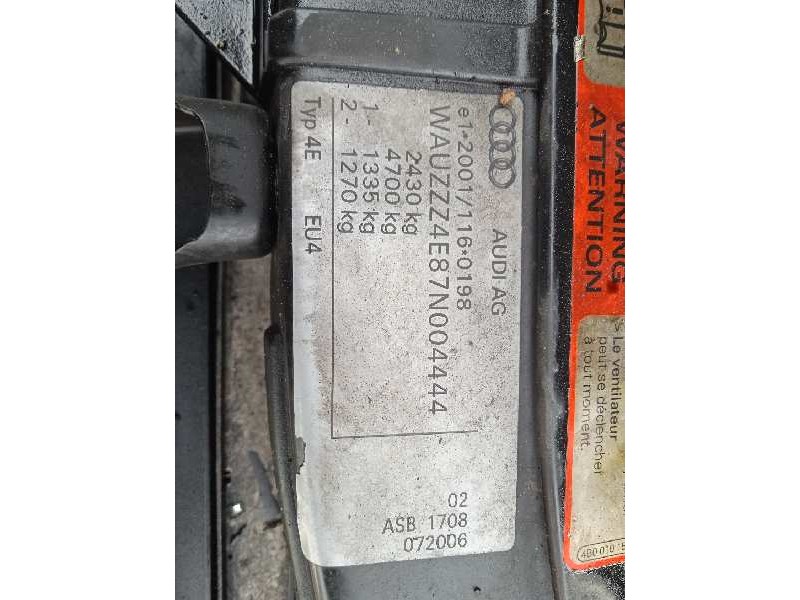 AUDI AG
e1*2001/116*0198
WAUZZZ4E87N004444
2430 kg
4700 kg
1- 1335 kg
2- 1270 kg
Typ 4E EU4
02
ASB 1708
072006
WARNING
ATTENTION
> Le ventilateur
peut se déclencher
à tout moment.